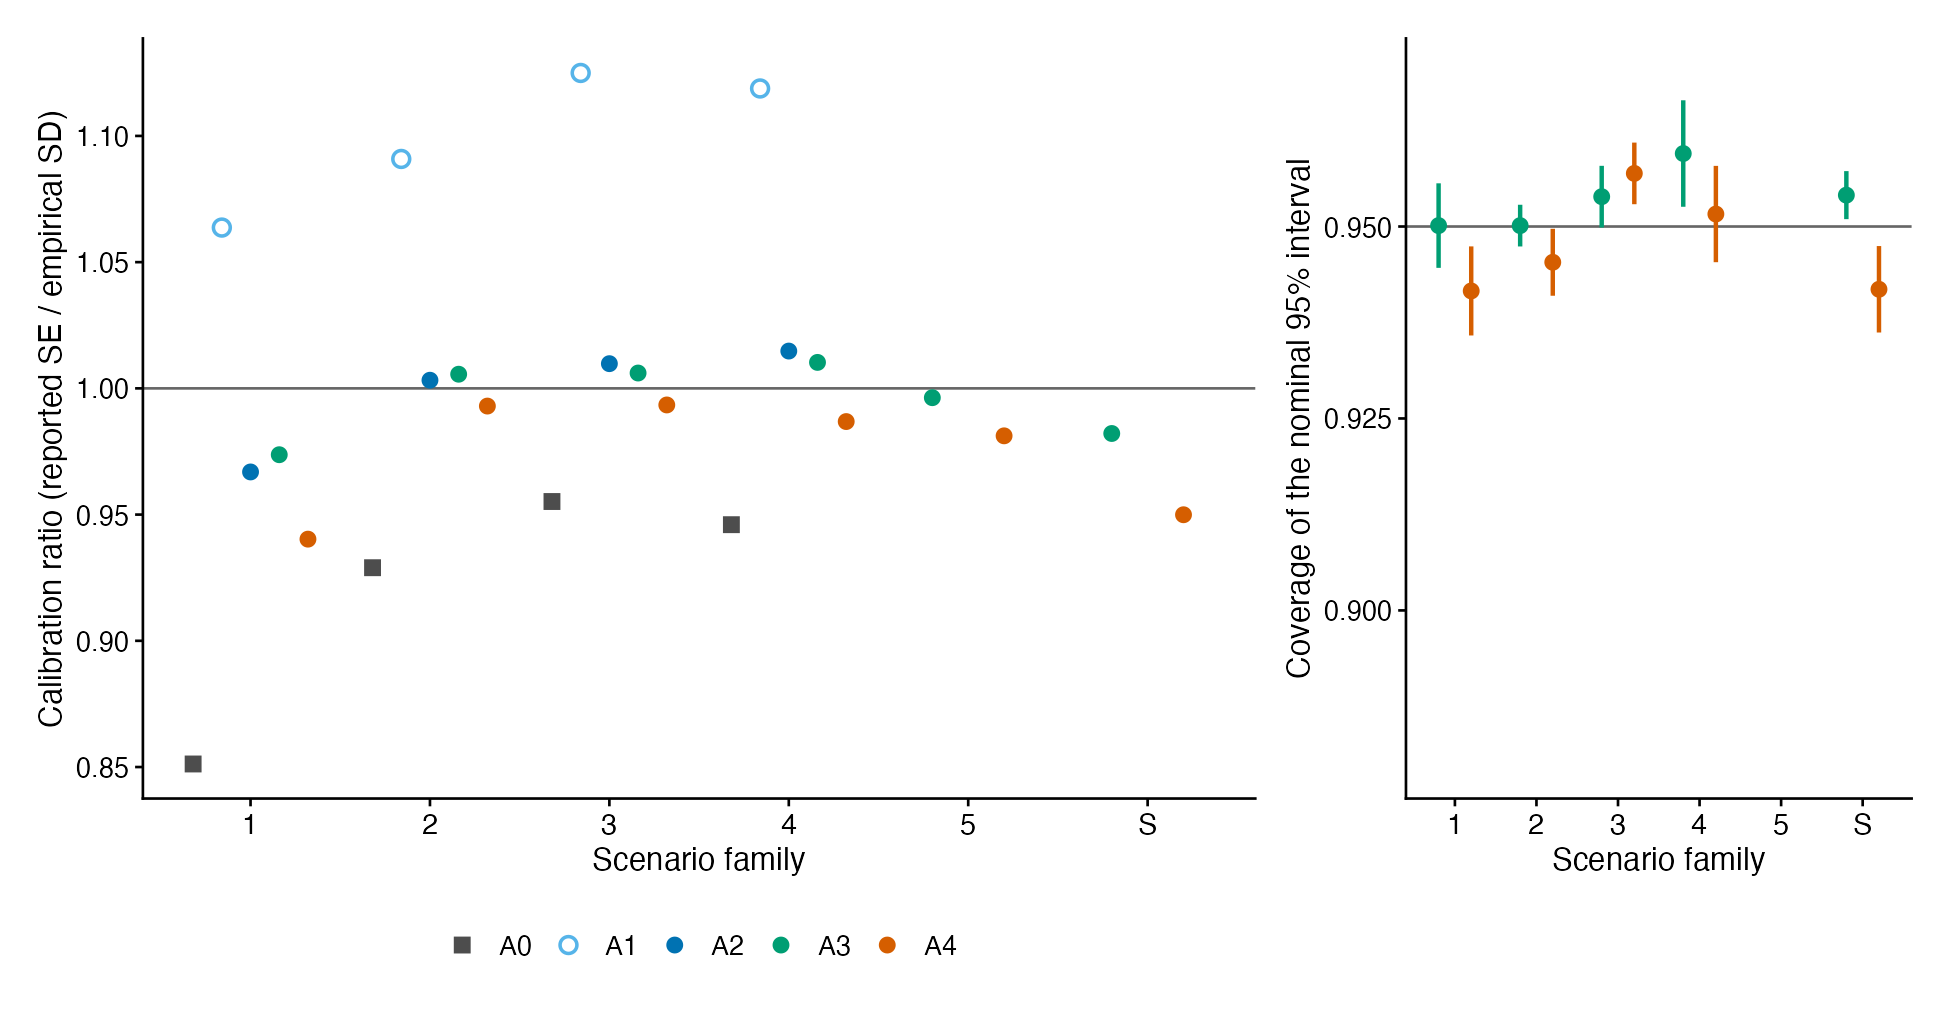 Calibration ratio (reported SE / empirical SD)
1.10
1.05
1.00
0.95
0.90
0.85
1 2 3 4 5 S
Scenario family
Coverage of the nominal 95% interval
0.950
0.925
0.900
1 2 3 4 5 S
Scenario family
A0 A1 A2 A3 A4